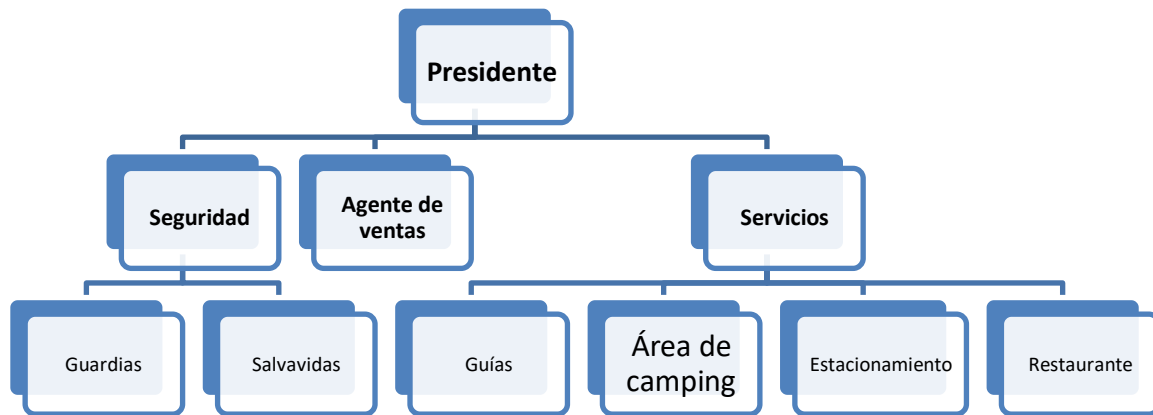 Presidente
Seguridad
Agente de
ventas
Servicios
Guardias
Salvavidas
Guías
Área de
camping
Estacionamiento
Restaurante